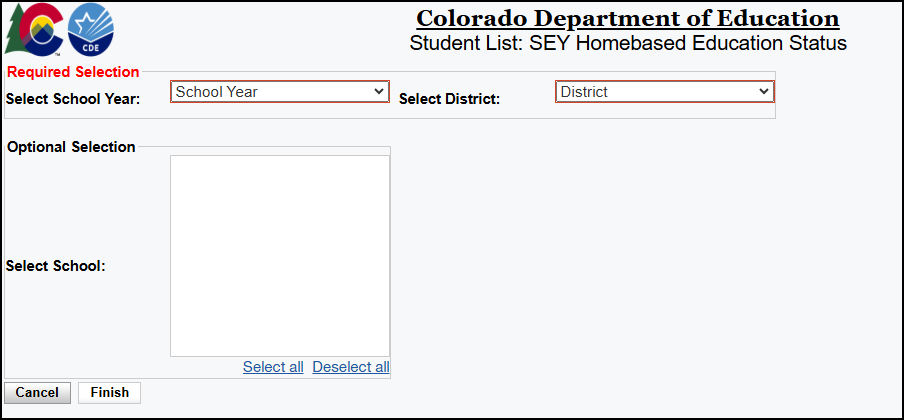 CDE
Colorado Department of Education
Student List: SEY Homebased Education Status
Required Selection
Select School Year: School Year Select District: District
Optional Selection
Select School:
Select all Deselect all
Cancel Finish